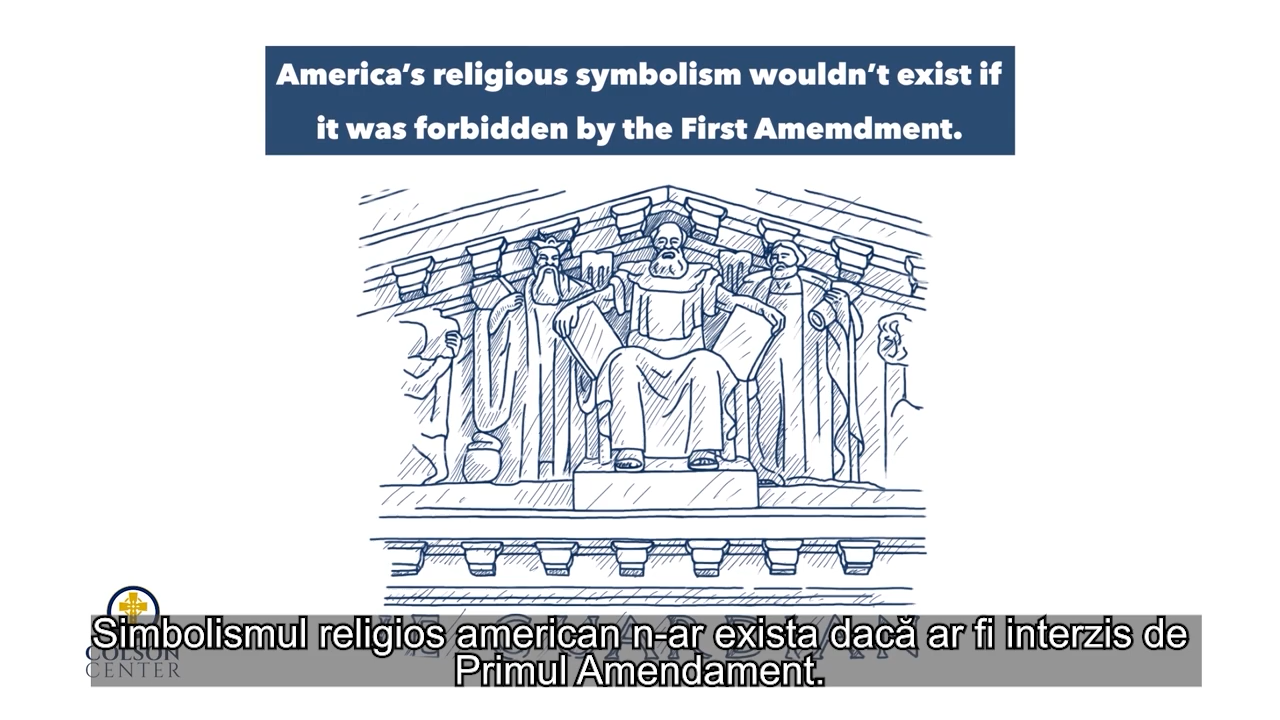 America’s religious symbolism wouldn’t exist if
it was forbidden by the First Amemdment.
COLSON
CENTER
Simbolismul religios american n-ar exista dacă ar fi interzis de
Primul Amendament.